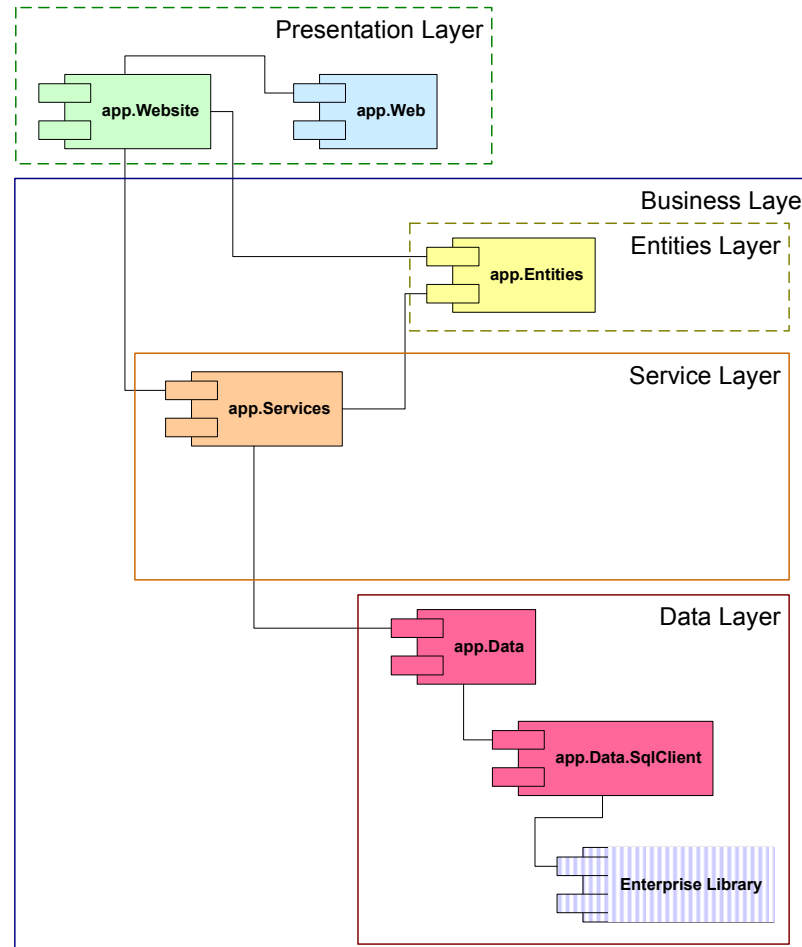 Presentation Layer
app.Website
app.Web
Business Laye
Entities Layer
app.Entities
Service Layer
app.Services
Data Layer
app.Data
app.Data.SqlClient
Enterprise Library